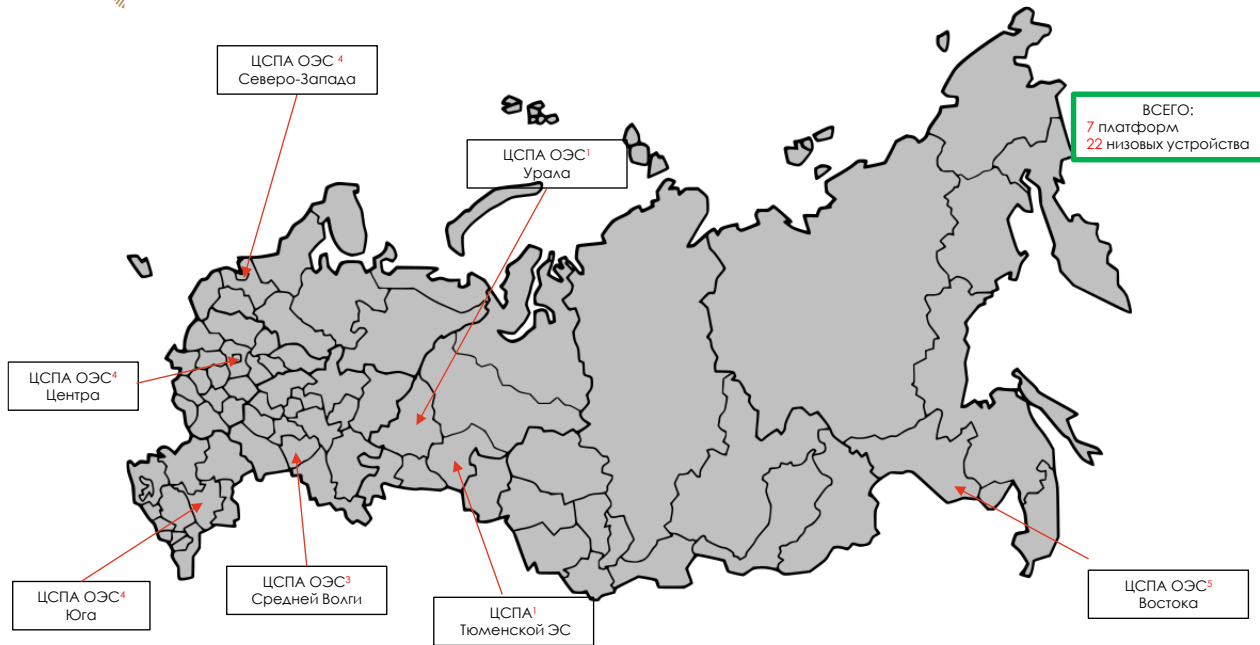 ЦСПА ОЭС 4
Северо-Запада
ВСЕГО:
7 платформ
22 низовых устройства
ЦСПА ОЭС1
Урала
ЦСПА ОЭС4
Центра
ЦСПА ОЭС4
Юга
ЦСПА ОЭС3
Средней Волги
ЦСПА1
Тюменской ЭС
ЦСПА ОЭС5
Востока